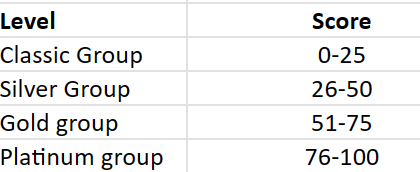 Level Score
Classic Group 0-25
Silver Group 26-50
Gold group 51-75
Platinum group 76-100